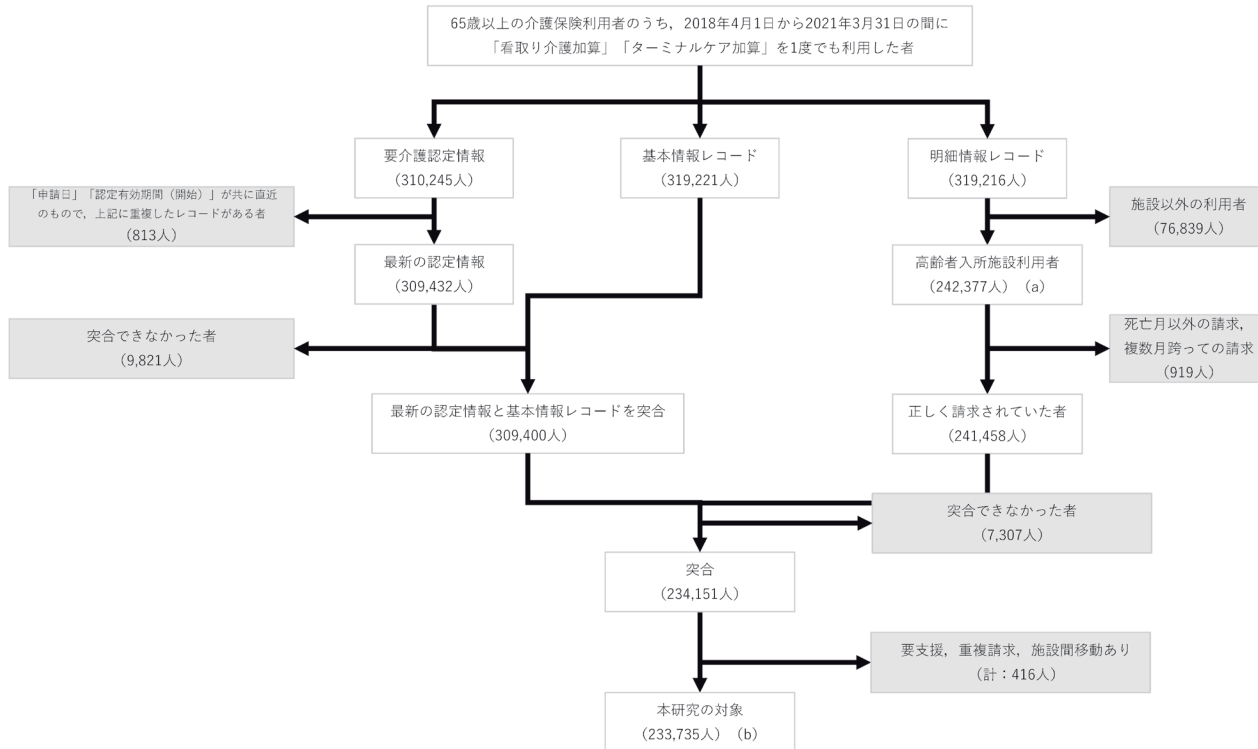 65歳以上の介護保険利用者のうち，2018年4月1日から2021年3月31日の間に
「看取り介護加算」「ターミナルケア加算」を1度でも利用した者
要介護認定情報
（310,245人）
基本情報レコード
（319,221人）
明細情報レコード
（319,216人）
「申請日」「認定有効期間（開始）」が共に直近
のもので，上記に重複したレコードがある者
（813人）
施設以外の利用者
（76,839人）
最新の認定情報
（309,432人）
高齢者入所施設利用者
（242,377人）（a）
突合できなかった者
（9,821人）
死亡月以外の請求，
複数月跨っての請求
（919人）
最新の認定情報と基本情報レコードを突合
（309,400人）
正しく請求されていた者
（241,458人）
突合できなかった者
（7,307人）
突合
（234,151人）
要支援，重複請求，施設間移動あり
（計：416人）
本研究の対象
（233,735人）（b）